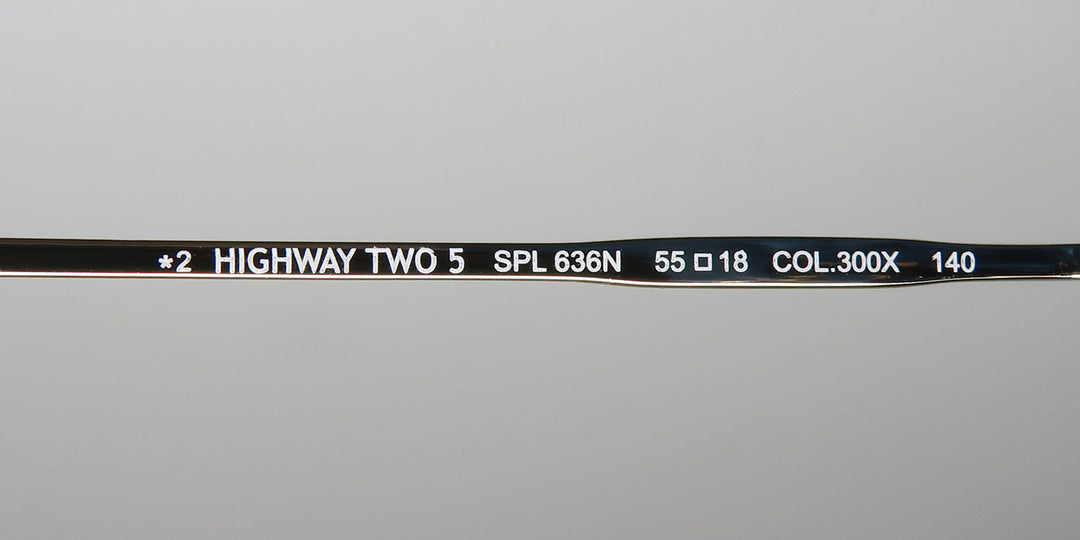 *2 HIGHWAY TWO 5 SPL 636N 55□18 COL.300X 140